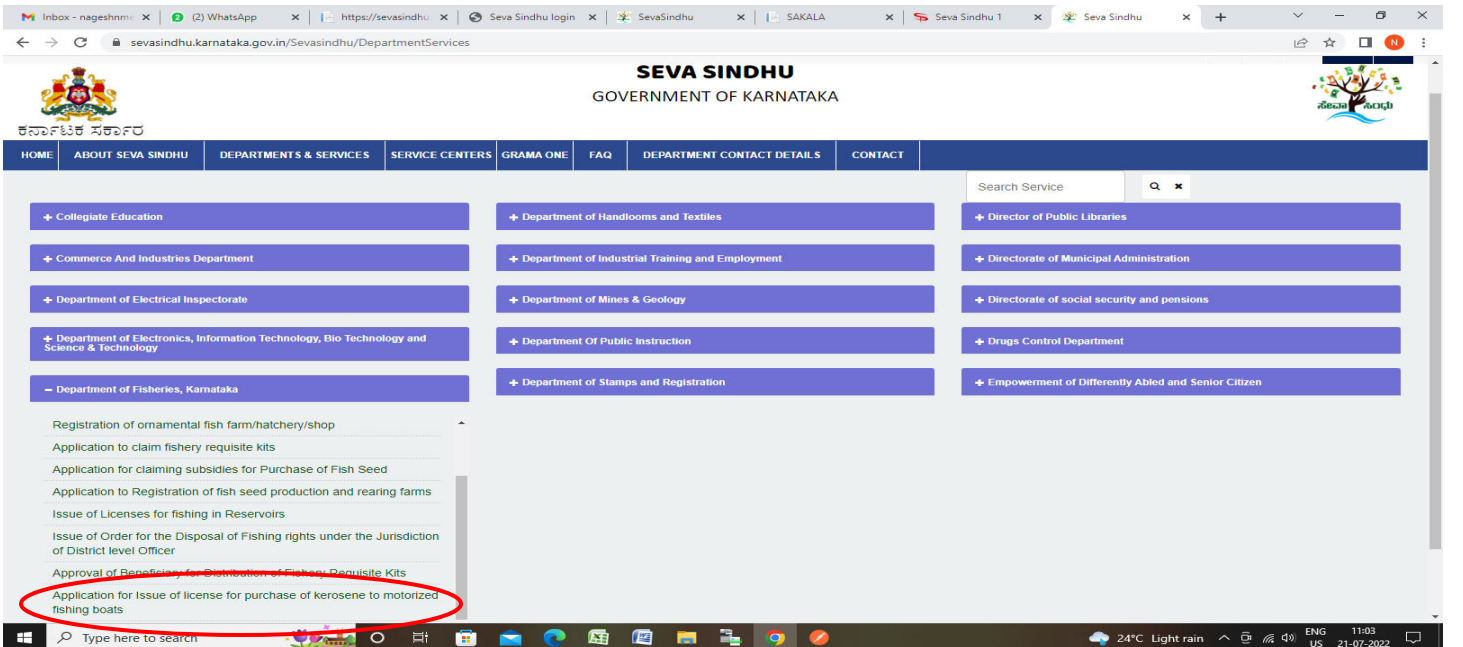 Inbox - nageshnm
(2) WhatsApp
https://sevasindhu
Seva Sindhu login
SevaSindhu
SAKALA
Seva Sindhu 1
Seva Sindhu
sevasindhu.karnataka.gov.in/Sevasindhu/DepartmentServices
N
SEVA SINDHU
GOVERNMENT OF KARNATAKA
ಕರ್ನಾಟಕ ಸರ್ಕಾರ
ಸೇವಾ ಸಿಂಧು
HOME ABOUT SEVA SINDHU DEPARTMENTS & SERVICES SERVICE CENTERS GRAMA ONE FAQ DEPARTMENT CONTACT DETAILS CONTACT
Search Service
+ Collegiate Education
+ Department of Handlooms and Textiles
+ Director of Public Libraries
+ Commerce And Industries Department
+ Department of Industrial Training and Employment
+ Directorate of Municipal Administration
+ Department of Electrical Inspectorate
+ Department of Mines & Geology
+ Directorate of social security and pensions
+ Department of Electronics, Information Technology, Bio Technology and
Science & Technology
+ Department Of Public Instruction
+ Drugs Control Department
− Department of Fisheries, Karnataka
+ Department of Stamps and Registration
+ Empowerment of Differently Abled and Senior Citizen
Registration of ornamental fish farm/hatchery/shop
Application to claim fishery requisite kits
Application for claiming subsidies for Purchase of Fish Seed
Application to Registration of fish seed production and rearing farms
Issue of Licenses for fishing in Reservoirs
Issue of Order for the Disposal of Fishing rights under the Jurisdiction
of District level Officer
Approval of Beneficiary for Distribution of Fishery Requisite Kits
Application for Issue of license for purchase of kerosene to motorized
fishing boats
Type here to search
24°C Light rain
ENG
US
11:03
21-07-2022